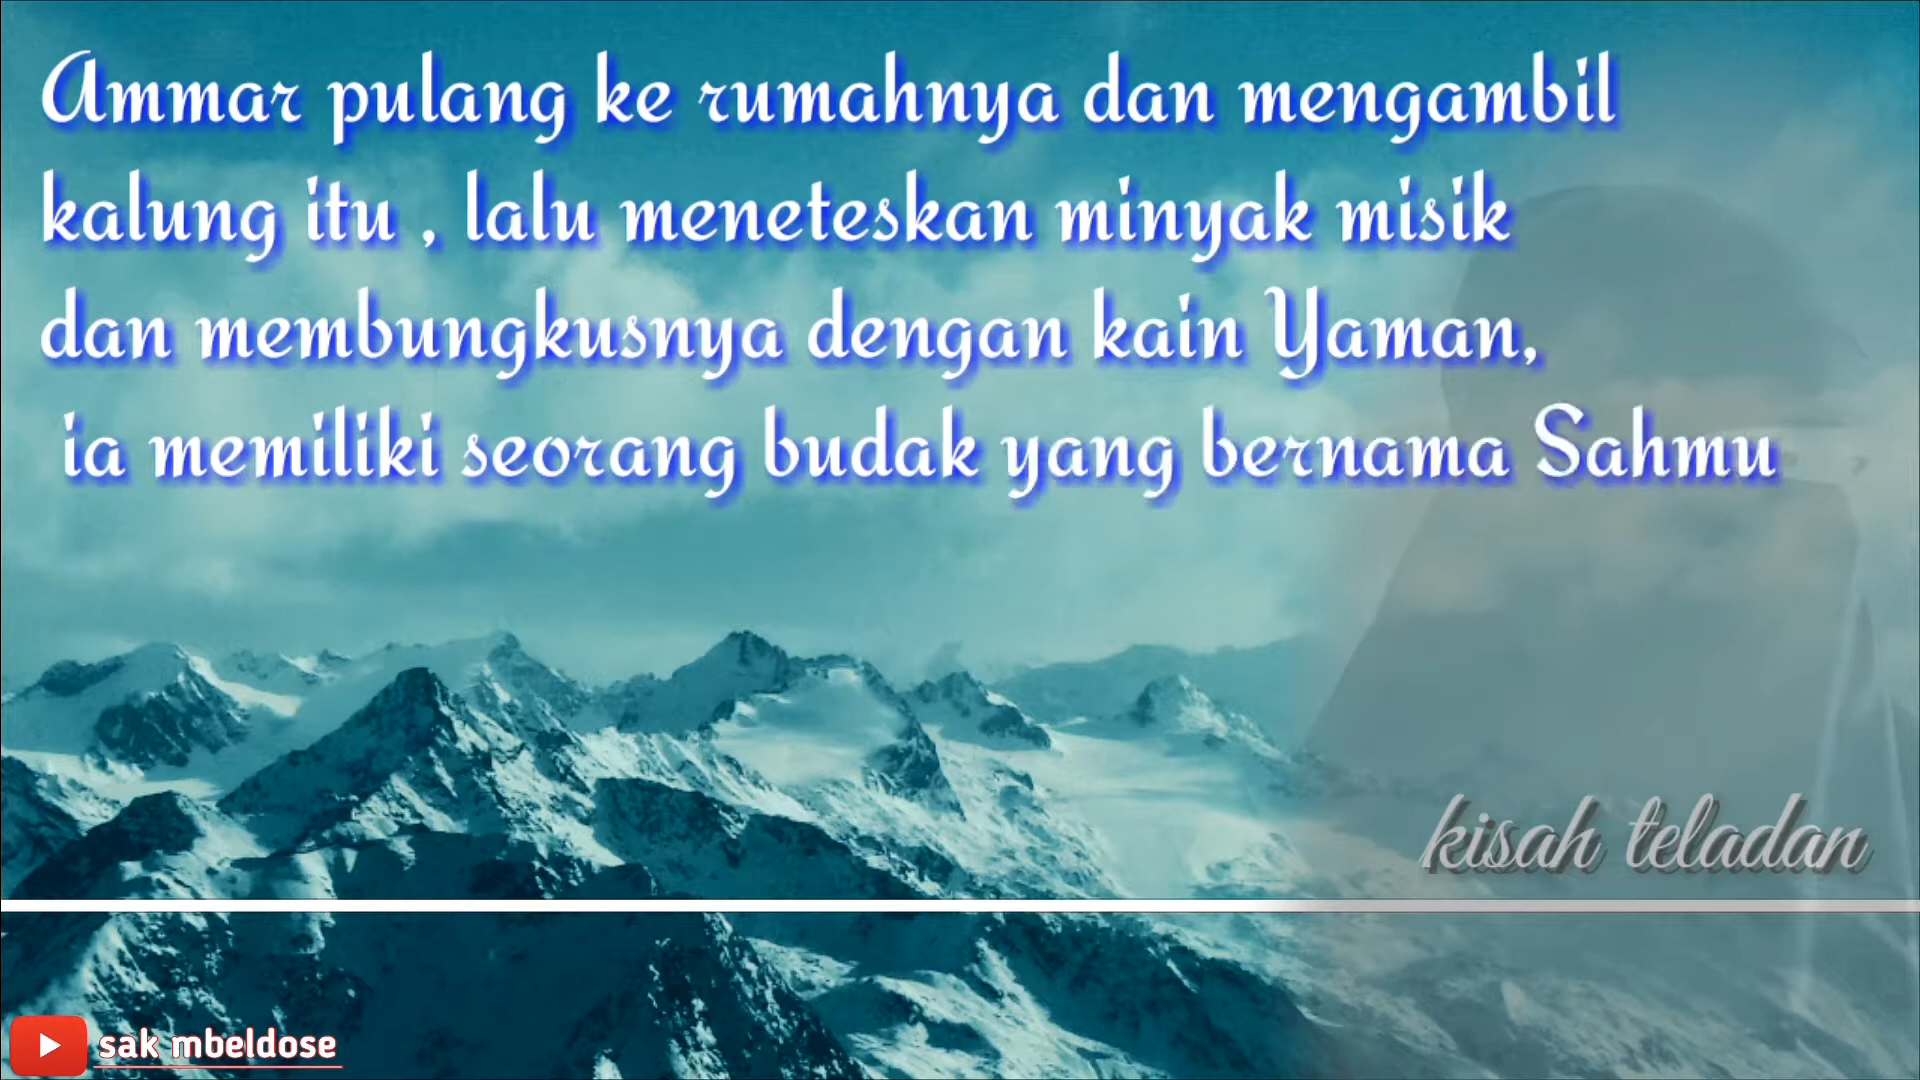 Ammar pulang ke rumahnya dan mengambil
kalung itu , lalu meneteskan minyak misik
dan membungkusnya dengan kain Yaman,
ia memiliki seorang budak yang bernama Sahmu
kisah teladan
sak mbeldose